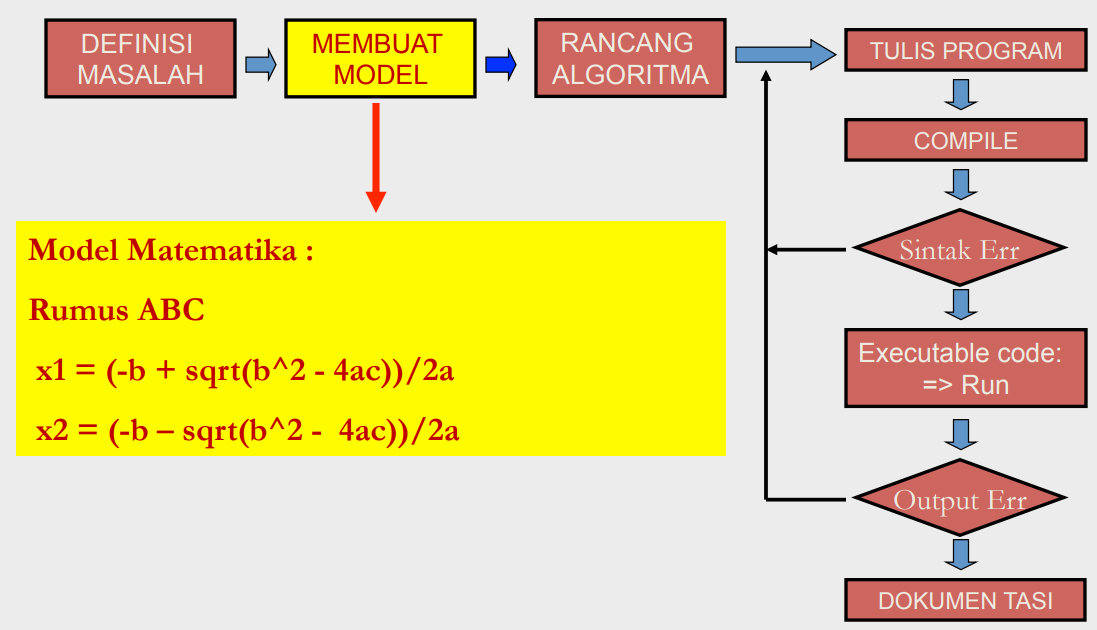 DEFINISI
MASALAH
MEMBUAT
MODEL
RANCANG
ALGORITMA
TULIS PROGRAM
COMPILE
Sintak Err
Executable code:
=> Run
Output Err
DOKUMEN TASI
Model Matematika :
Rumus ABC
x1 = (-b + sqrt(b^2 - 4ac))/2a
x2 = (-b – sqrt(b^2 - 4ac))/2a